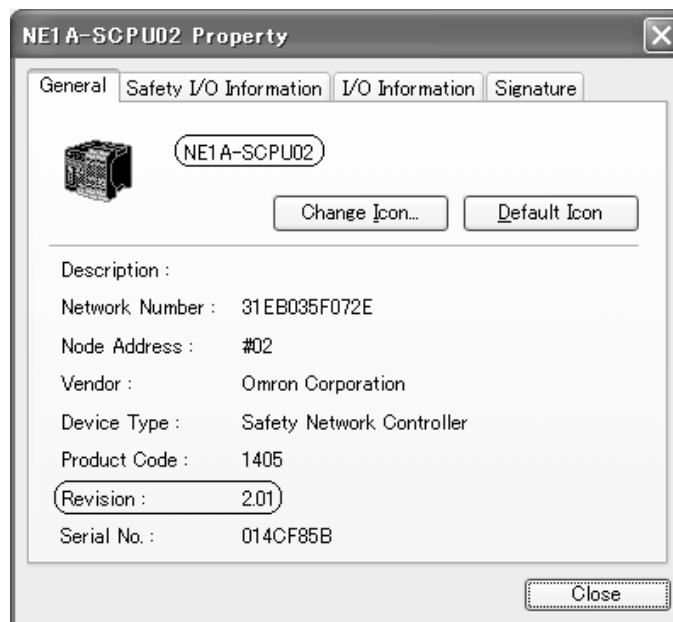 NE1A-SCPU02 Property
General Safety I/O Information I/O Information Signature
NE1A-SCPU02
Change Icon... Default Icon
Description :
Network Number : 31EB035F072E
Node Address : #02
Vendor : Omron Corporation
Device Type : Safety Network Controller
Product Code : 1405
Revision : 2.01
Serial No. : 014CF85B
Close